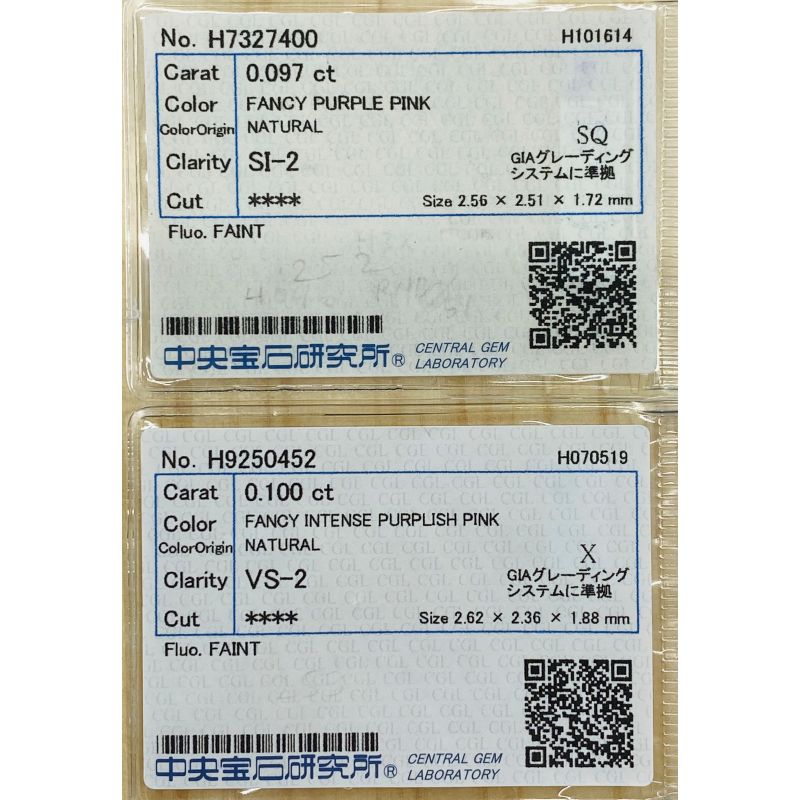 No. H7327400 H101614
Carat 0.097 ct
Color FANCY PURPLE PINK
ColorOrigin NATURAL
SQ
Clarity SI-2 GIAグレーディング
システムに準拠
Cut **** Size 2.56 × 2.51 × 1.72 mm
Fluo. FAINT
252
中央宝石研究所® CENTRAL GEM
LABORATORY
No. H9250452 H070519
Carat 0.100 ct
Color FANCY INTENSE PURPLISH PINK
ColorOrigin NATURAL
X
Clarity VS-2 GIAグレーディング
システムに準拠
Cut **** Size 2.62 × 2.36 × 1.88 mm
Fluo. FAINT
中央宝石研究所® CENTRAL GEM
LABORATORY